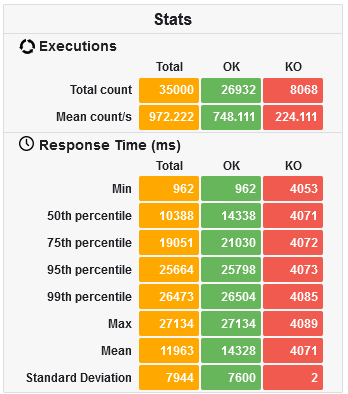 Stats
Executions
Total OK KO
Total count 35000 26932 8068
Mean count/s 972.222 748.111 224.111
Response Time (ms)
Total OK KO
Min 962 962 4053
50th percentile 10388 14338 4071
75th percentile 19051 21030 4072
95th percentile 25664 25798 4073
99th percentile 26473 26504 4085
Max 27134 27134 4089
Mean 11963 14328 4071
Standard Deviation 7944 7600 2